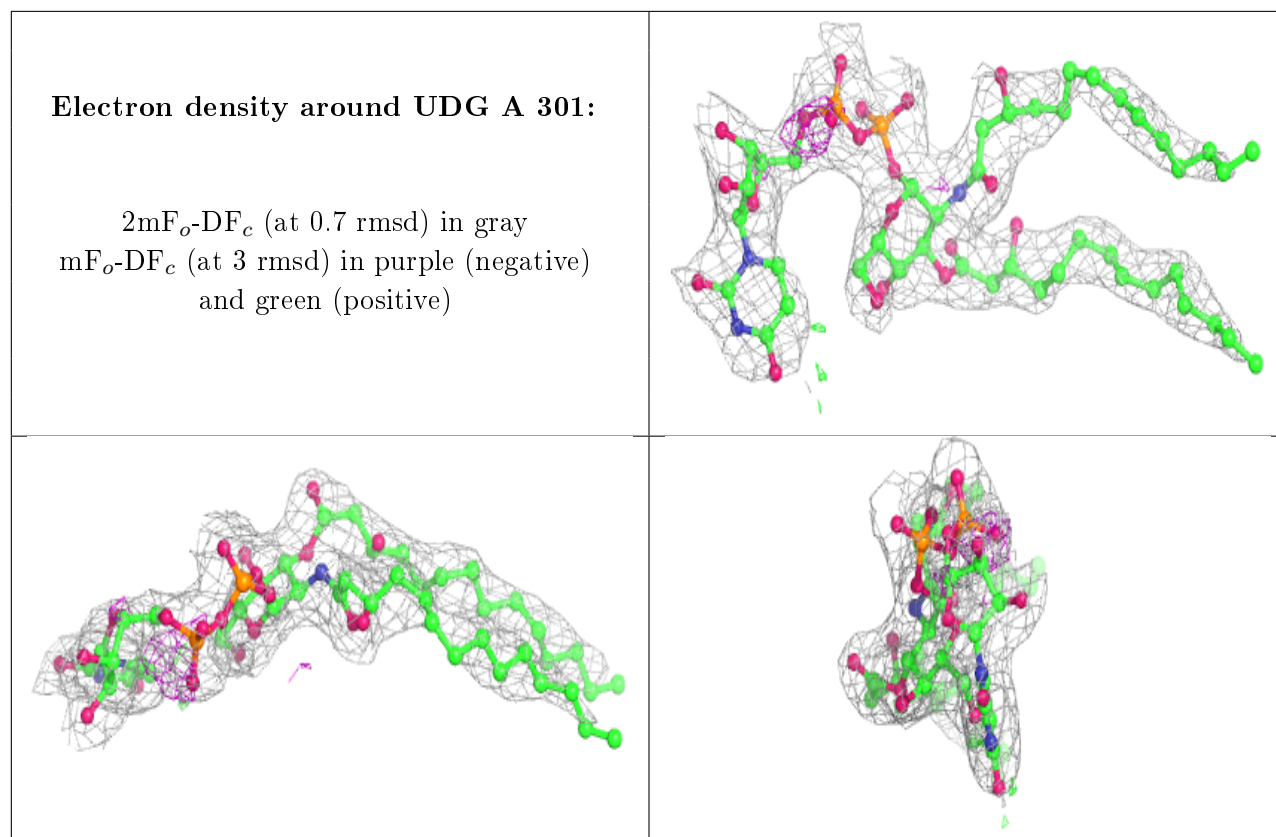 Electron density around UDG A 301:
2mFₒ-DF𝒸 (at 0.7 rmsd) in gray
mFₒ-DF𝒸 (at 3 rmsd) in purple (negative)
and green (positive)